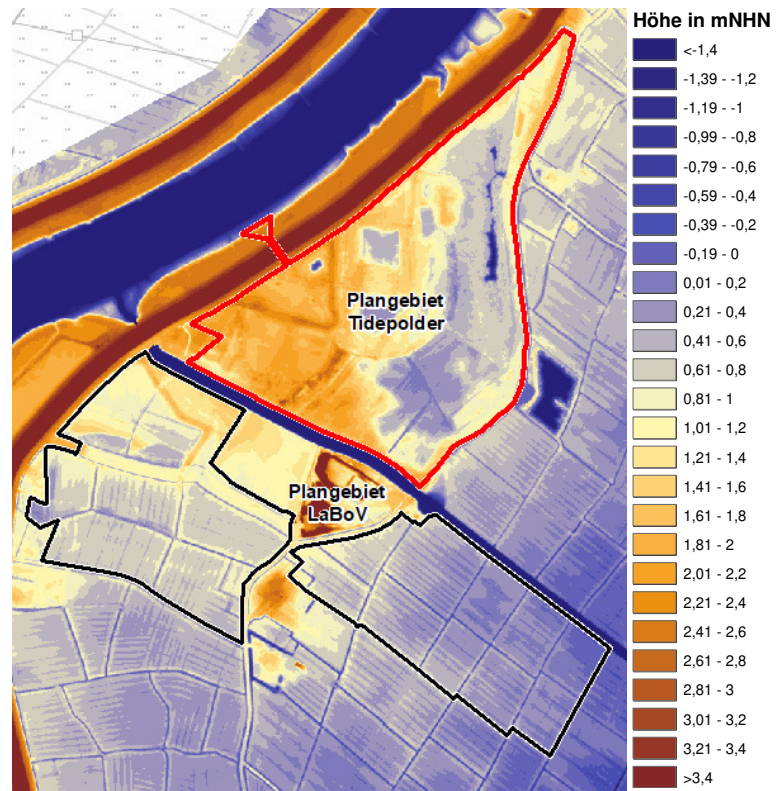 Höhe in mNHN
<-1,4
-1,39 - -1,2
-1,19 - -1
-0,99 - -0,8
-0,79 - -0,6
-0,59 - -0,4
-0,39 - -0,2
-0,19 - 0
0,01 - 0,2
0,21 - 0,4
0,41 - 0,6
0,61 - 0,8
0,81 - 1
1,01 - 1,2
1,21 - 1,4
1,41 - 1,6
1,61 - 1,8
1,81 - 2
2,01 - 2,2
2,21 - 2,4
2,41 - 2,6
2,61 - 2,8
2,81 - 3
3,01 - 3,2
3,21 - 3,4
>3,4
Plangebiet
Tidepolder
Plangebiet
LaBoV